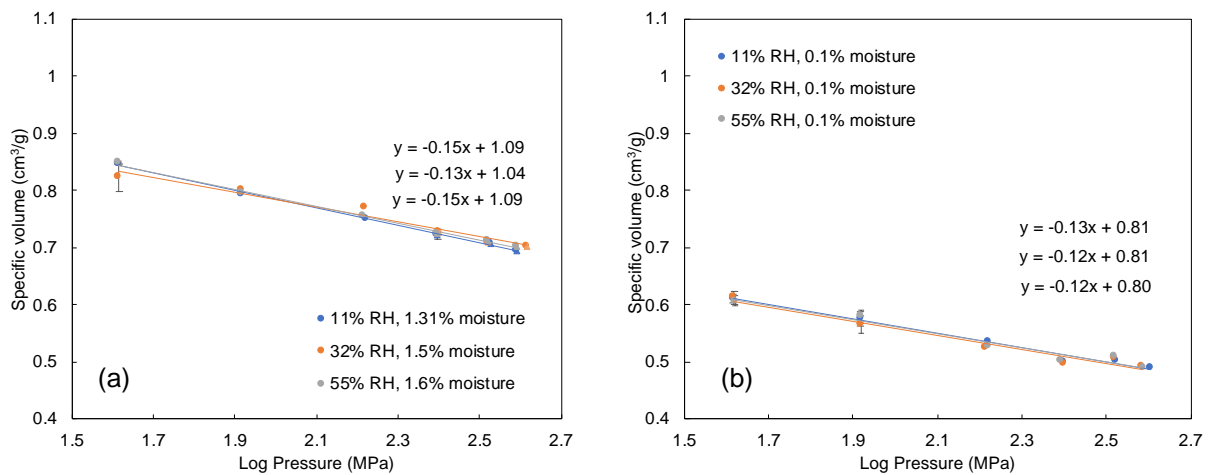 1.1
1
0.9
0.8
0.7
0.6
0.5
0.4
Specific volume (cm³/g)
y = -0.15x + 1.09
y = -0.13x + 1.04
y = -0.15x + 1.09
11% RH, 1.31% moisture
32% RH, 1.5% moisture
55% RH, 1.6% moisture
(a)
1.5 1.7 1.9 2.1 2.3 2.5 2.7
Log Pressure (MPa)
1.1
1
0.9
0.8
0.7
0.6
0.5
0.4
Specific volume (cm³/g)
11% RH, 0.1% moisture
32% RH, 0.1% moisture
55% RH, 0.1% moisture
y = -0.13x + 0.81
y = -0.12x + 0.81
y = -0.12x + 0.80
(b)
1.5 1.7 1.9 2.1 2.3 2.5 2.7
Log Pressure (MPa)